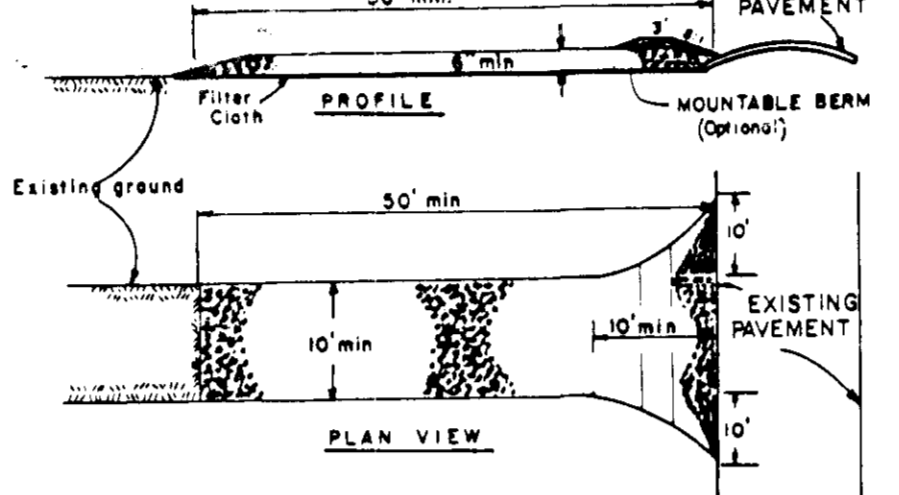 PAVEMENT
3'
6" min
Filter
Cloth
PROFILE
MOUNTABLE BERM
(Optional)
Existing ground
50' min
10'
10' min
10' min
EXISTING
PAVEMENT
10'
PLAN VIEW